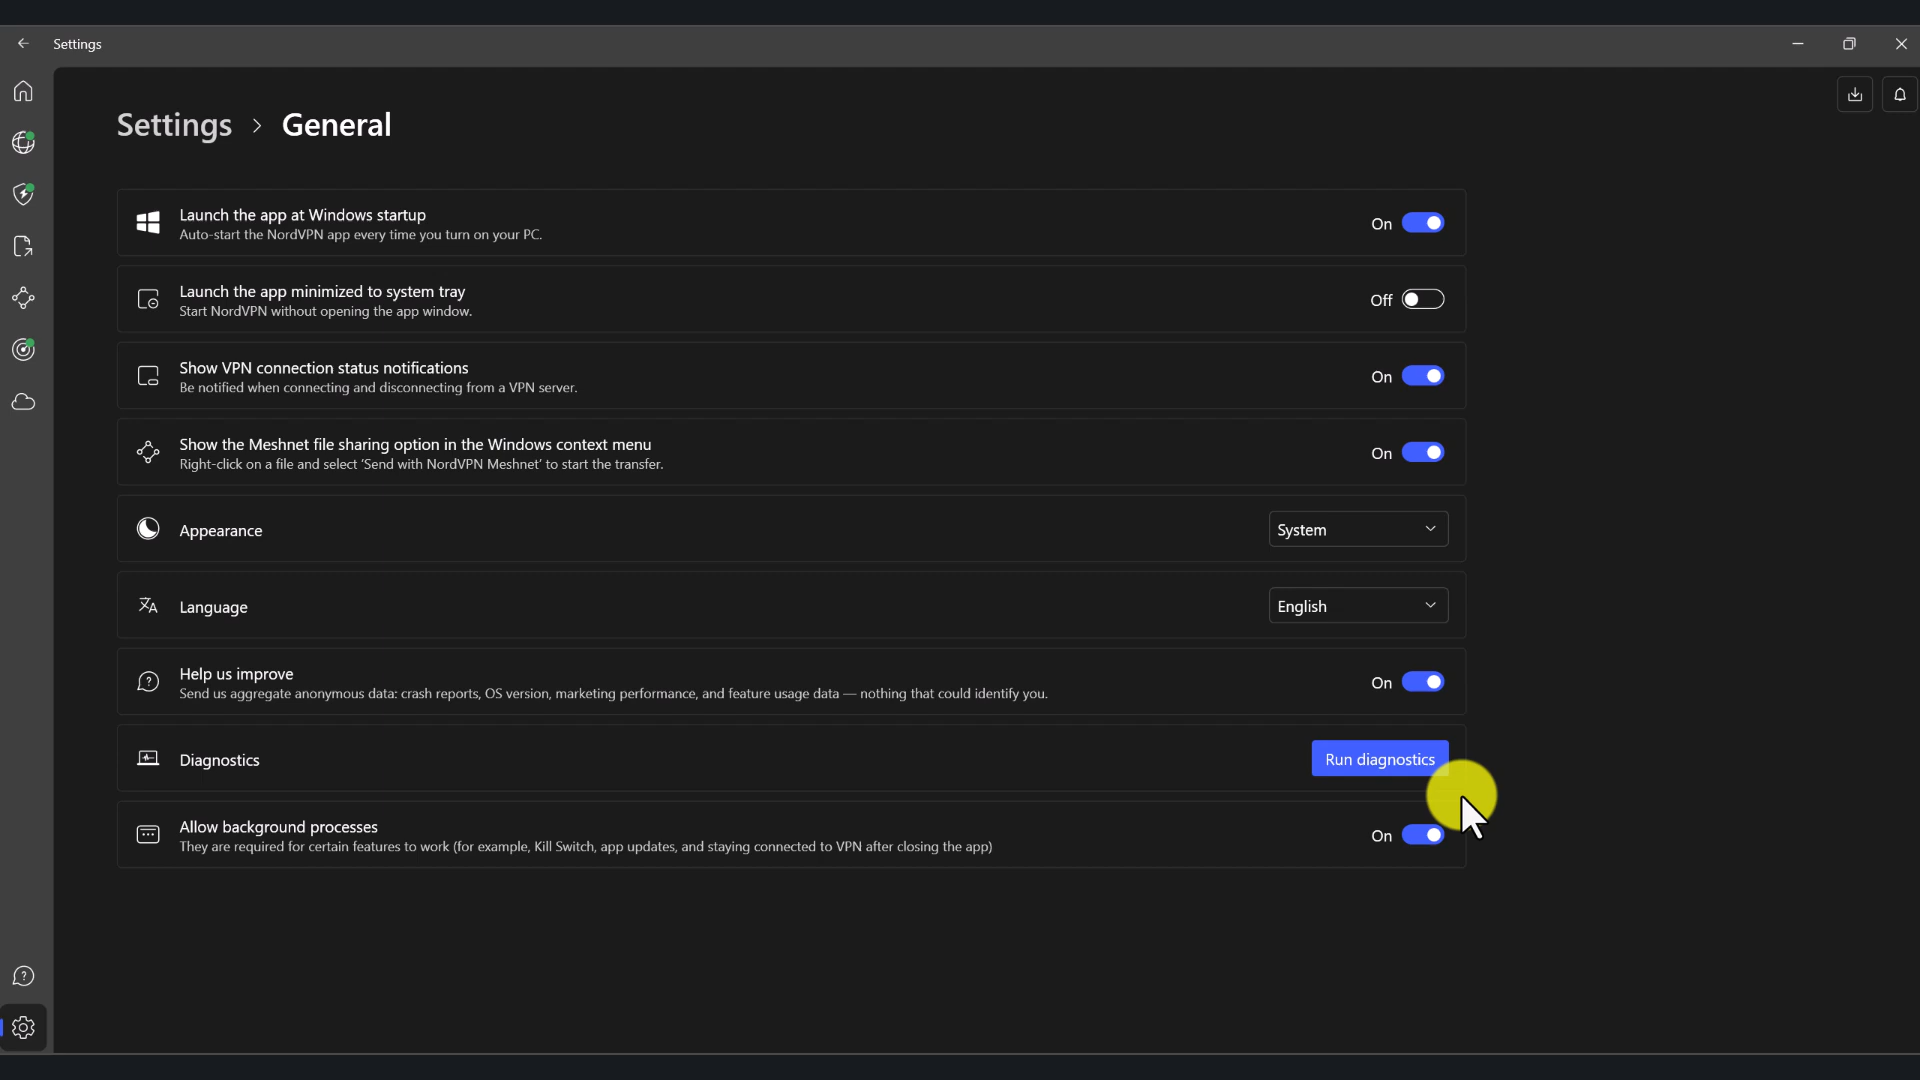 Settings
Settings > General
Launch the app at Windows startup
Auto-start the NordVPN app every time you turn on your PC.
On
Launch the app minimized to system tray
Start NordVPN without opening the app window.
Off
Show VPN connection status notifications
Be notified when connecting and disconnecting from a VPN server.
On
Show the Meshnet file sharing option in the Windows context menu
Right-click on a file and select 'Send with NordVPN Meshnet' to start the transfer.
On
Appearance
System
Language
English
Help us improve
Send us aggregate anonymous data: crash reports, OS version, marketing performance, and feature usage data — nothing that could identify you.
On
Diagnostics
Run diagnostics
Allow background processes
They are required for certain features to work (for example, Kill Switch, app updates, and staying connected to VPN after closing the app)
On